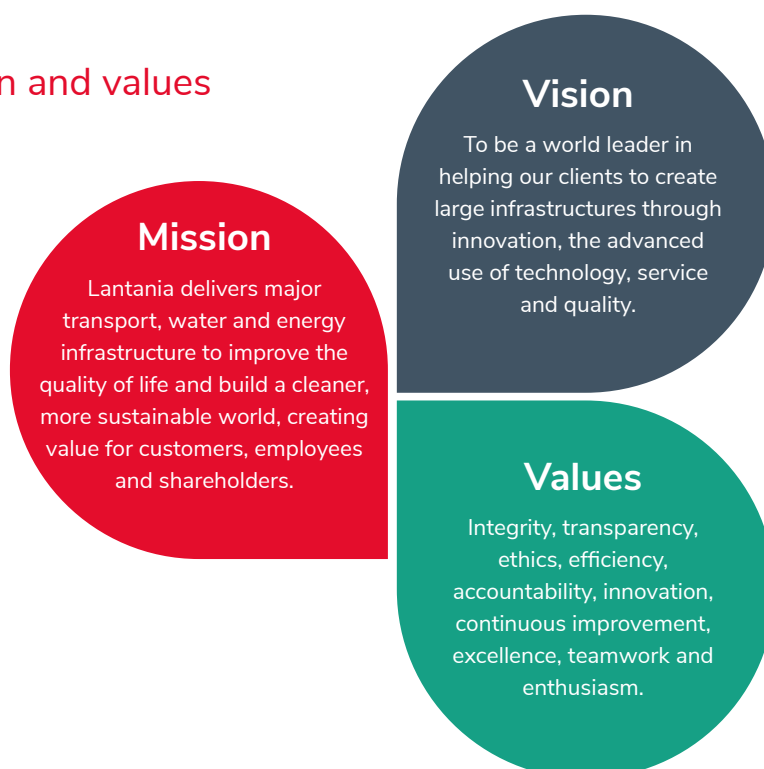 n and values
Mission
Lantania delivers major
transport, water and energy
infrastructure to improve the
quality of life and build a cleaner,
more sustainable world, creating
value for customers, employees
and shareholders.
Vision
To be a world leader in
helping our clients to create
large infrastructures through
innovation, the advanced
use of technology, service
and quality.
Values
Integrity, transparency,
ethics, efficiency,
accountability, innovation,
continuous improvement,
excellence, teamwork and
enthusiasm.